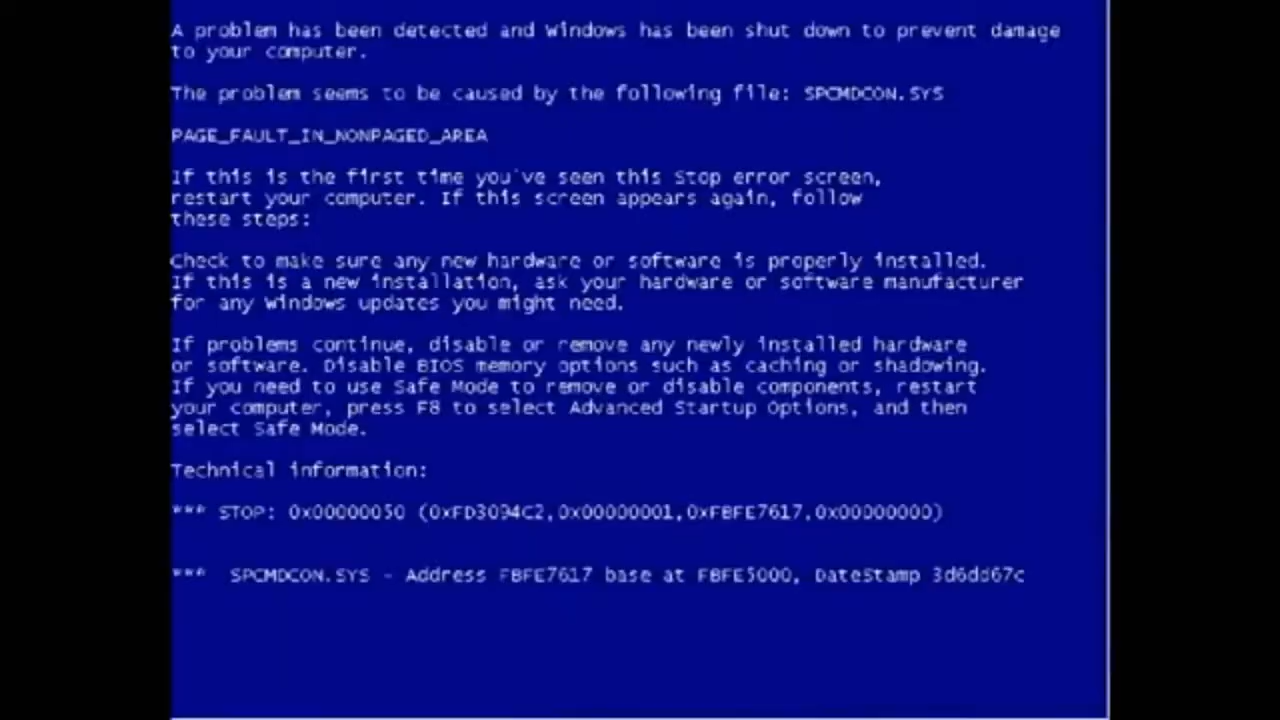 A problem has been detected and Windows has been shut down to prevent damage
to your computer.
The problem seems to be caused by the following file: SPCMDCON.SYS
PAGE_FAULT_IN_NONPAGED_AREA
If this is the first time you've seen this Stop error screen,
restart your computer. If this screen appears again, follow
these steps:
Check to make sure any new hardware or software is properly installed.
If this is a new installation, ask your hardware or software manufacturer
for any Windows updates you might need.
If problems continue, disable or remove any newly installed hardware
or software. Disable BIOS memory options such as caching or shadowing.
If you need to use Safe Mode to remove or disable components, restart
your computer, press F8 to select Advanced Startup Options, and then
select Safe Mode.
Technical information:
*** STOP: 0x00000050 (0xFD3094C2,0x00000001,0xFBFE7617,0x00000000)
*** SPCMDCON.SYS - Address FBFE7617 base at FBFE5000, DateStamp 3d6dd67c